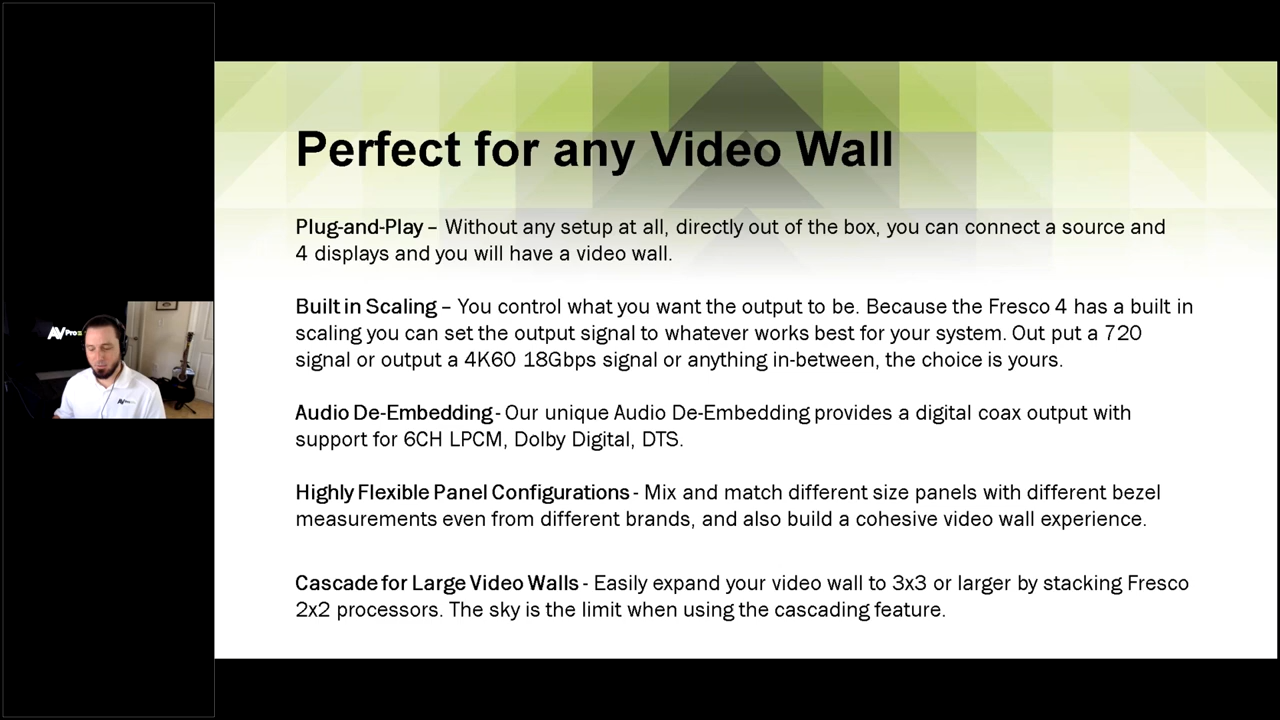 Perfect for any Video Wall
Plug-and-Play – Without any setup at all, directly out of the box, you can connect a source and
4 displays and you will have a video wall.
Built in Scaling – You control what you want the output to be. Because the Fresco 4 has a built in
scaling you can set the output signal to whatever works best for your system. Out put a 720
signal or output a 4K60 18Gbps signal or anything in-between, the choice is yours.
Audio De-Embedding - Our unique Audio De-Embedding provides a digital coax output with
support for 6CH LPCM, Dolby Digital, DTS.
Highly Flexible Panel Configurations - Mix and match different size panels with different bezel
measurements even from different brands, and also build a cohesive video wall experience.
Cascade for Large Video Walls - Easily expand your video wall to 3x3 or larger by stacking Fresco
2x2 processors. The sky is the limit when using the cascading feature.
AVPro
AV